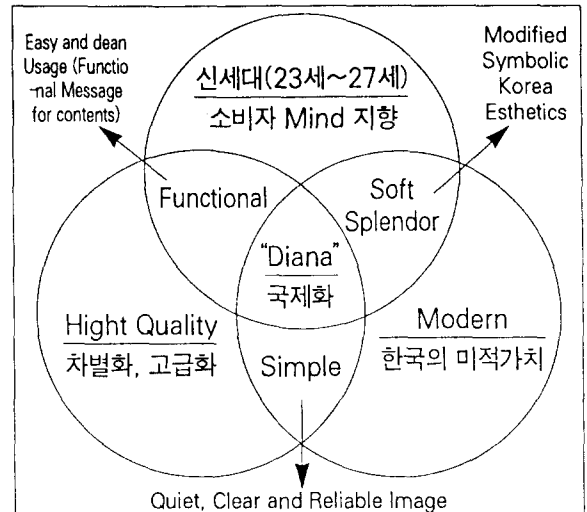 Easy and dean
Usage (Functio
-nal Message
for contents)
Modified
Symbolic
Korea
Esthetics
신세대(23세~27세)
소비자 Mind 지향
Functional
Soft
Splendor
"Diana"
국제화
Hight Quality
차별화, 고급화
Modern
한국의 미적가치
Simple
Quiet, Clear and Reliable Image